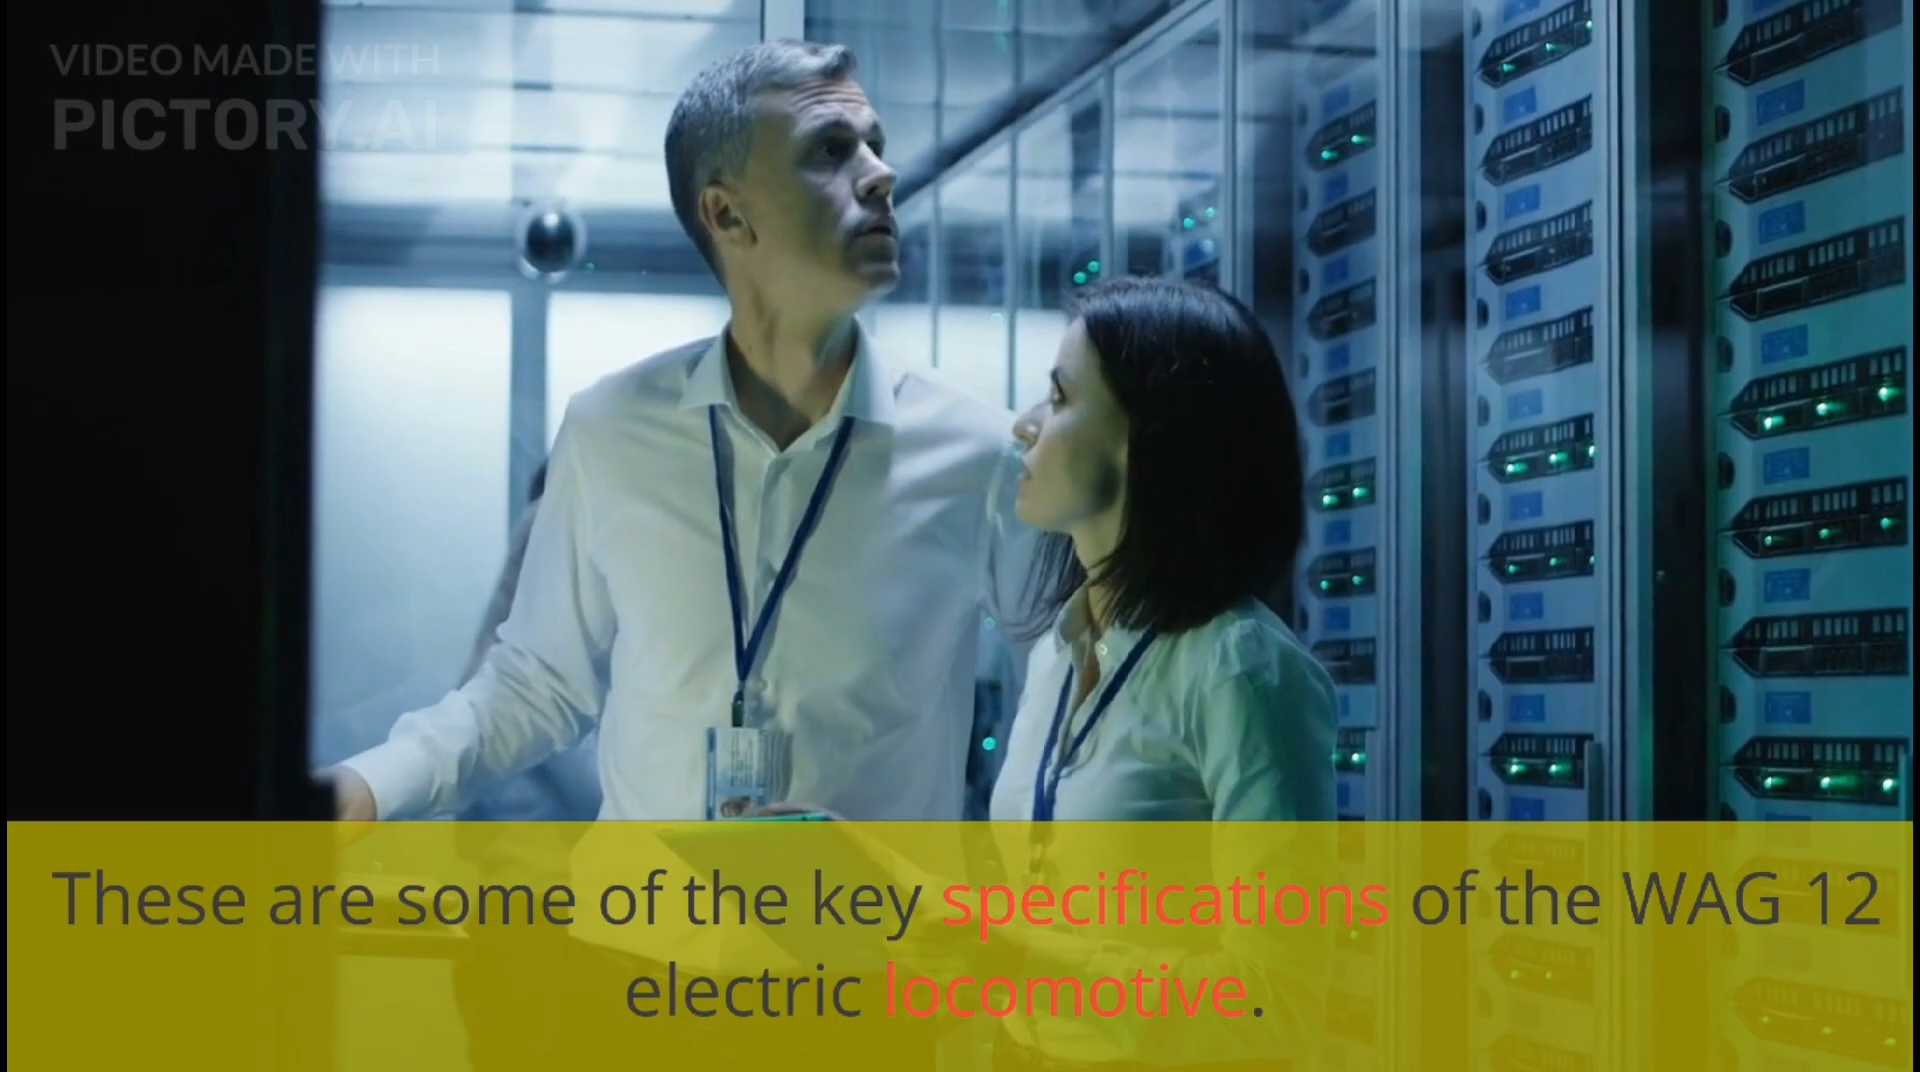 VIDEO MADE WITH
PICTORY.AI
These are some of the key specifications of the WAG 12
electric locomotive.